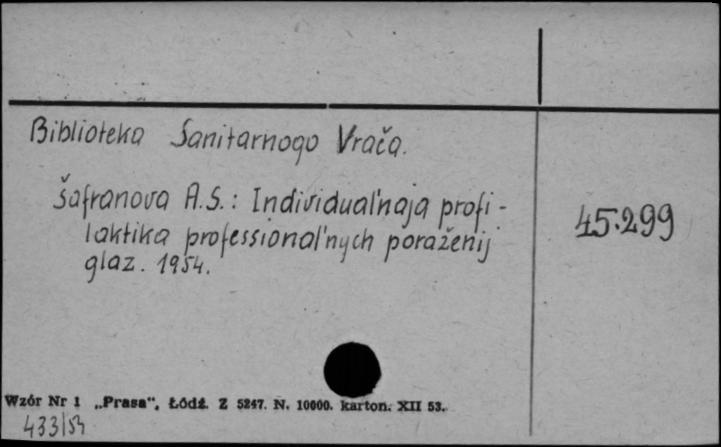 Biblioteka Sanitarnogo Vrača.
Šafranova A.S.: Individual'naja profi-
laktika professional'nych poraženij
glaz. 1954.
45.299
Wzór Nr 1 „Prasa", Łódź. Z 5247. N. 10000. karton. XII 53.
433/54